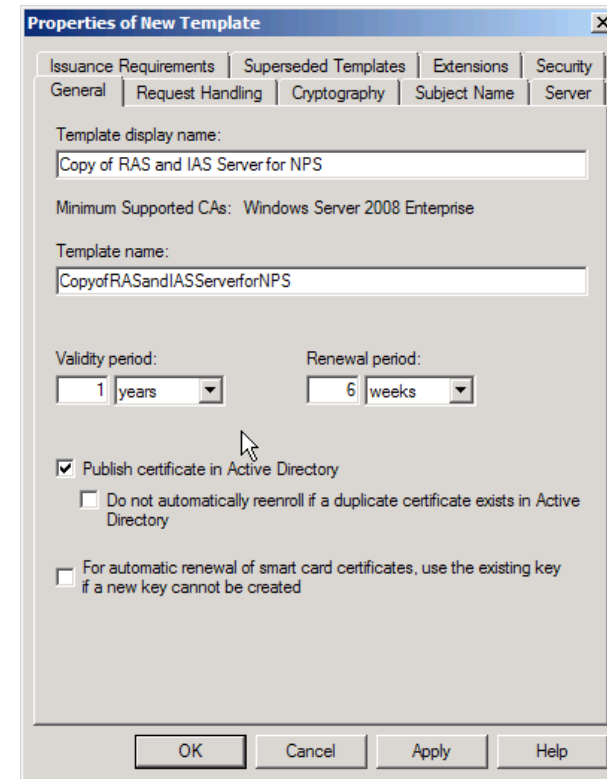 Properties of New Template
Issuance Requirements
Superseded Templates
Extensions
Security
General
Request Handling
Cryptography
Subject Name
Server
Template display name:
Copy of RAS and IAS Server for NPS
Minimum Supported CAs: Windows Server 2008 Enterprise
Template name:
CopyofRASandIASServerforNPS
Validity period:
Renewal period:
1 years
6 weeks
Publish certificate in Active Directory
Do not automatically reenroll if a duplicate certificate exists in Active
Directory
For automatic renewal of smart card certificates, use the existing key
if a new key cannot be created
OK
Cancel
Apply
Help